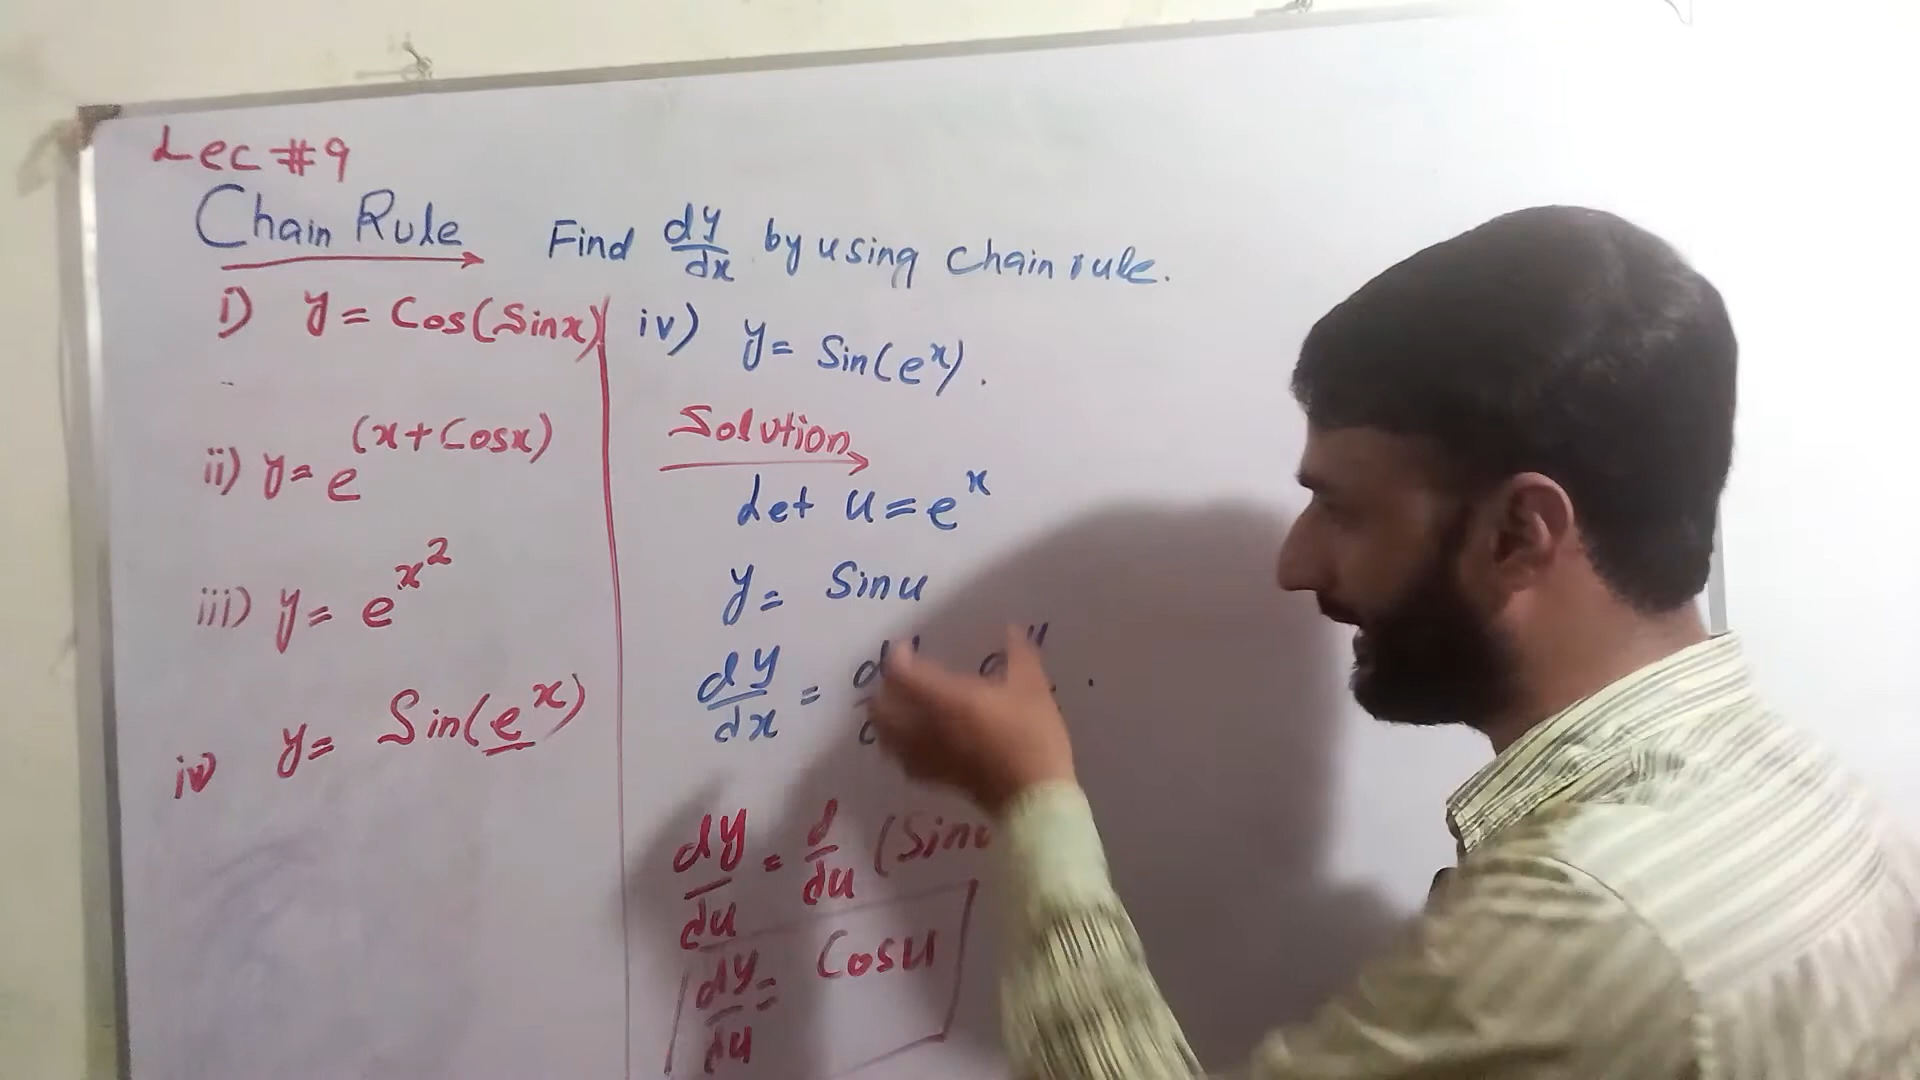 Lec #9
Chain Rule Find dy/dx by using chain rule.
i) y = Cos(Sinx)
ii) y = e^(x+Cosx)
iii) y = e^x^2
iv y = Sin(e^x)
iv) y = Sin(e^x).
Solution
Let u = e^x
y = Sinu
dy/dx =
dy/du = d/du (Sinu
dy/du = Cosu